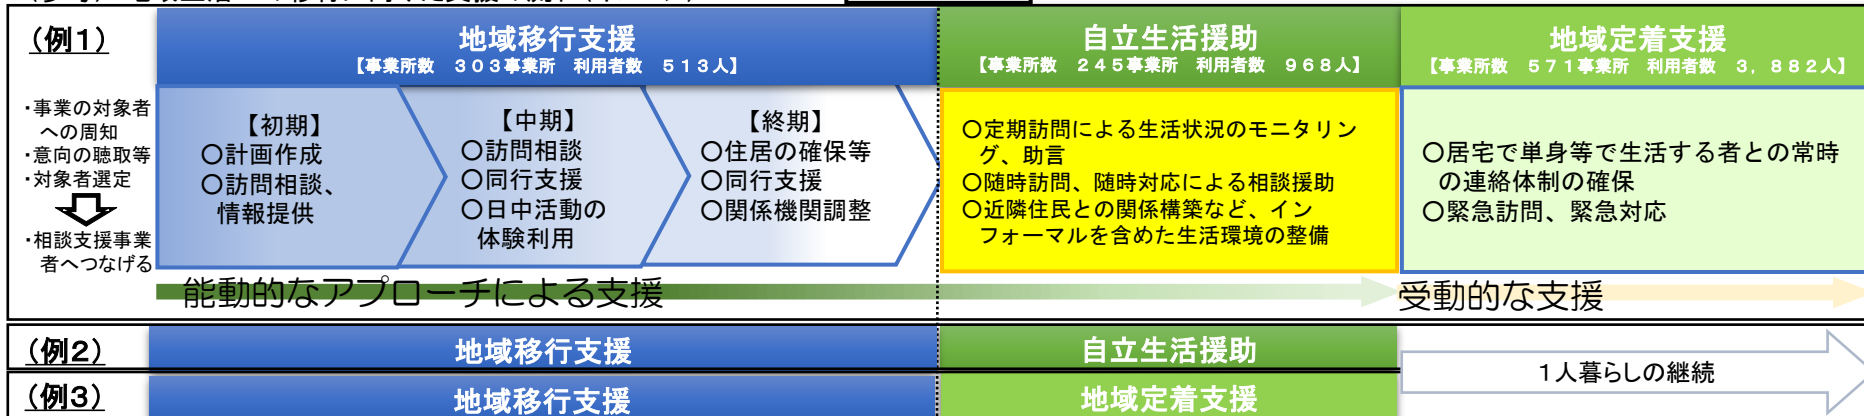 (例1)
地域移行支援
【事業所数 303事業所 利用者数 513人】
自立生活援助
【事業所数 245事業所 利用者数 968人】
地域定着支援
【事業所数 571事業所 利用者数 3,882人】
・事業の対象者
への周知
・意向の聴取等
・対象者選定
・相談支援事業
者へつなげる
【初期】
〇計画作成
〇訪問相談、
情報提供
【中期】
〇訪問相談
〇同行支援
〇日中活動の
体験利用
【終期】
〇住居の確保等
〇同行支援
〇関係機関調整
〇定期訪問による生活状況のモニタリン
グ、助言
〇随時訪問、随時対応による相談援助
〇近隣住民との関係構築など、イン
フォーマルを含めた生活環境の整備
〇居宅で単身等で生活する者との常時
の連絡体制の確保
〇緊急訪問、緊急対応
能動的なアプローチによる支援
受動的な支援
(例2)
地域移行支援
自立生活援助
1人暮らしの継続
(例3)
地域移行支援
地域定着支援